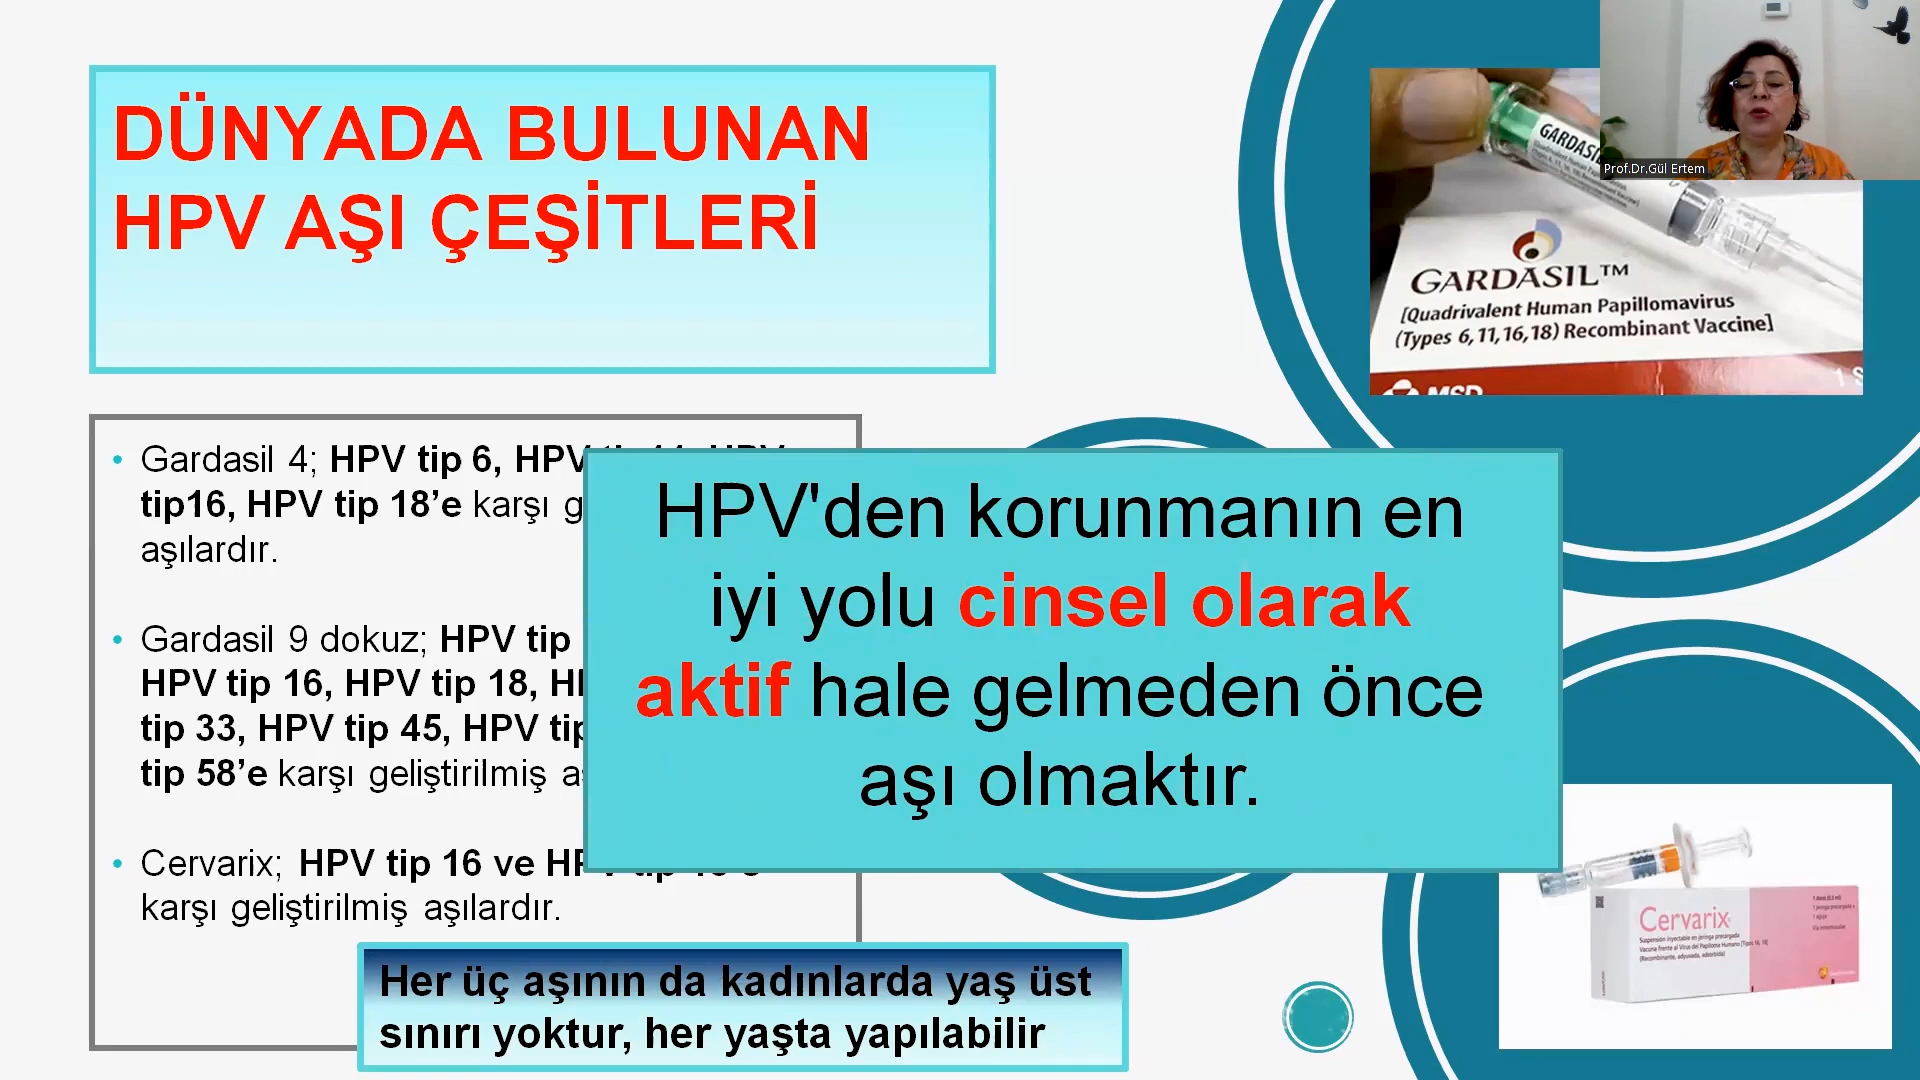 DÜNYADA BULUNAN
HPV AŞI ÇEŞİTLERİ
Prof.Dr.Gül Ertem
GARDASIL
GARDASIL™
[Quadrivalent Human Papillomavirus
(Types 6,11,16,18) Recombinant Vaccine]
MSD
• Gardasil 4; HPV tip 6, HPV
tip16, HPV tip 18’e karşı g
aşılardır.
• Gardasil 9 dokuz; HPV tip
HPV tip 16, HPV tip 18,
tip 33, HPV tip 45, HPV tip
tip 58’e karşı geliştirilmiş
• Cervarix; HPV tip 16 ve
karşı geliştirilmiş aşılardır.
HPV'den korunmanın en
iyi yolu cinsel olarak
aktif hale gelmeden önce
aşı olmaktır.
Her üç aşının da kadınlarda yaş üst
sınırı yoktur, her yaşta yapılabilir
Cervarix